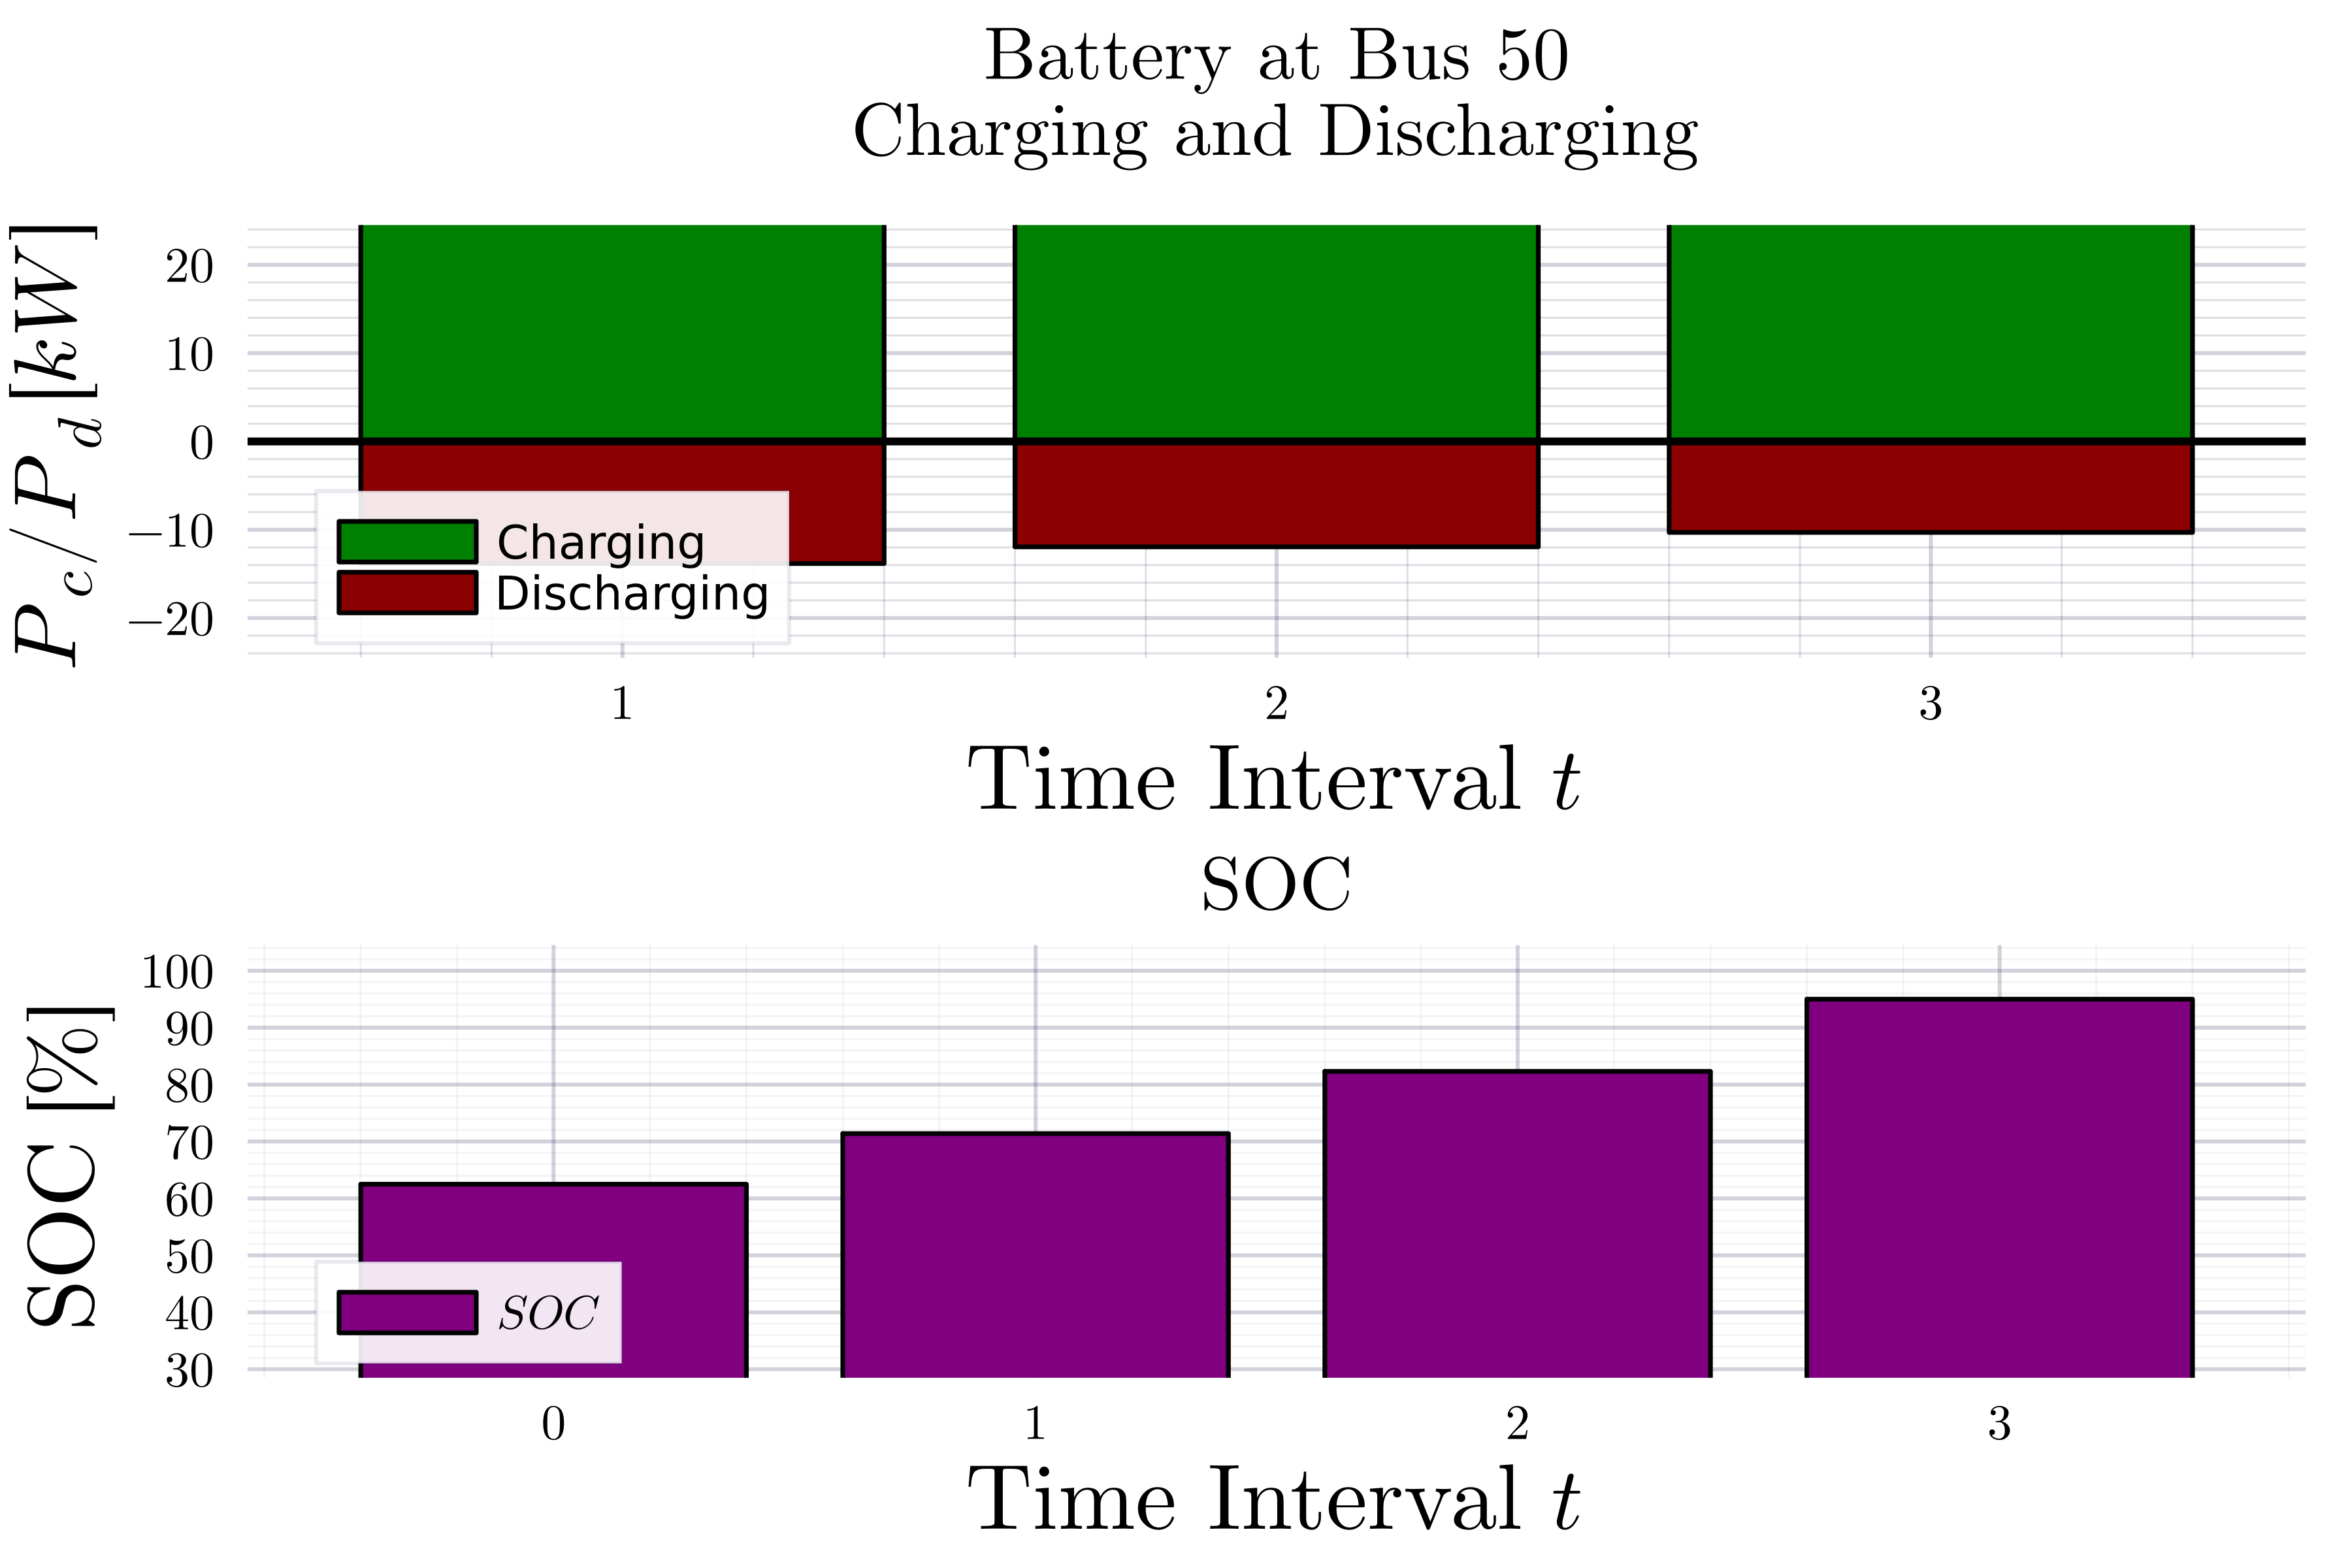 Battery at Bus 50
Charging and Discharging
P_c/P_d [kW]
20
10
0
−10
−20
Charging
Discharging
1 2 3
Time Interval t
SOC
SOC [%]
100
90
80
70
60
50
40
30
SOC
0 1 2 3
Time Interval t